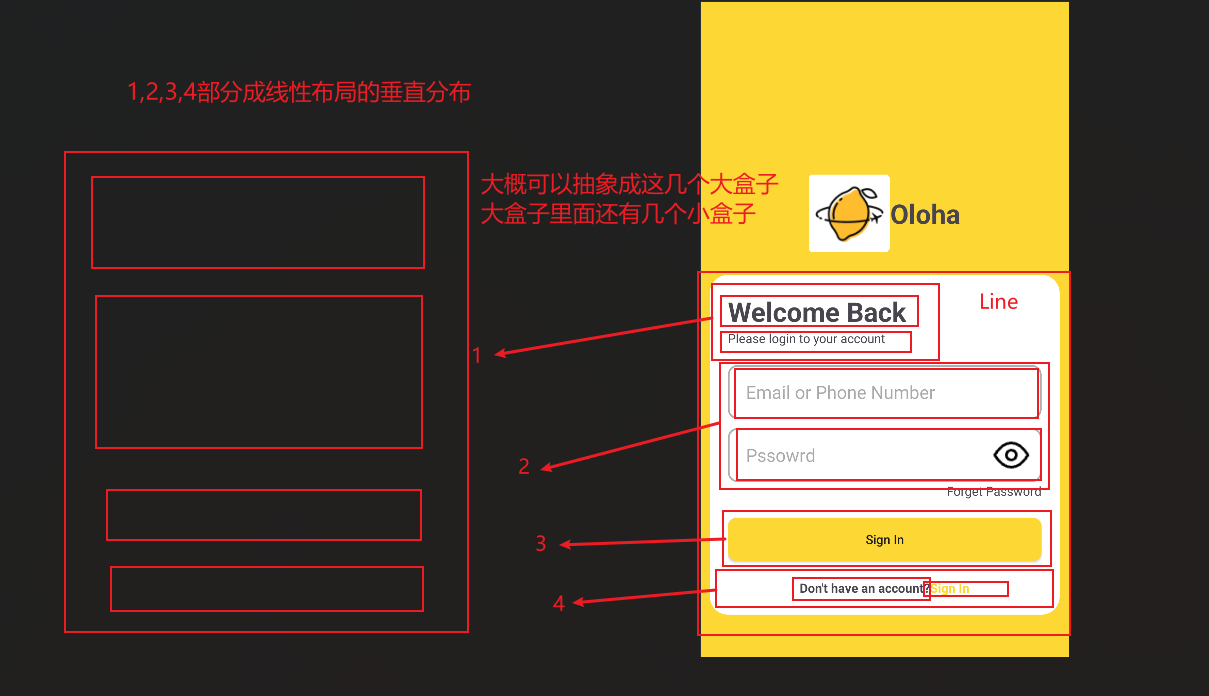 1,2,3,4部分成线性布局的垂直分布
大概可以抽象成这几个大盒子
大盒子里面还有几个小盒子
Oloha
Line
Welcome Back
Please login to your account
1
Email or Phone Number
2
Pssowrd
Forget Password
3
Sign In
4
Don't have an account?Sign In